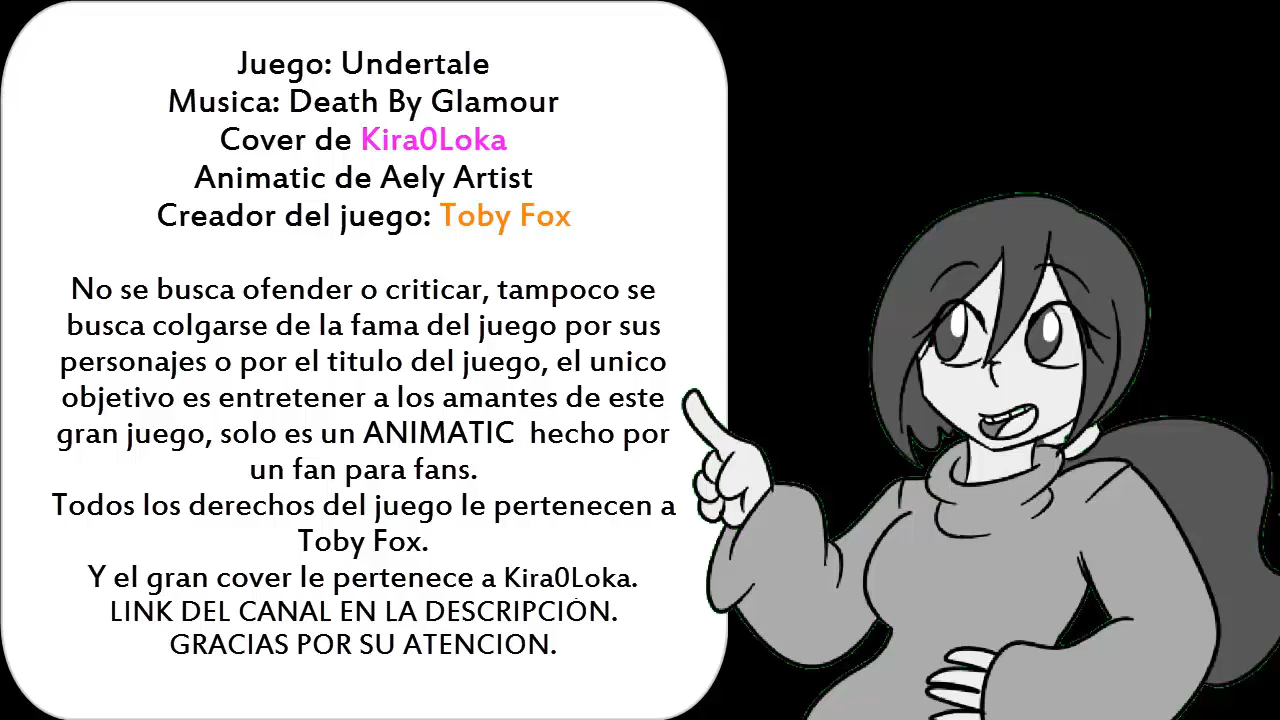 Juego: Undertale
Musica: Death By Glamour
Cover de Kira0Loka
Animatic de Aely Artist
Creador del juego: Toby Fox
No se busca ofender o criticar, tampoco se
busca colgarse de la fama del juego por sus
personajes o por el titulo del juego, el unico
objetivo es entretener a los amantes de este
gran juego, solo es un ANIMATIC hecho por
un fan para fans.
Todos los derechos del juego le pertenecen a
Toby Fox.
Y el gran cover le pertenece a Kira0Loka.
LINK DEL CANAL EN LA DESCRIPCIÓN.
GRACIAS POR SU ATENCION.